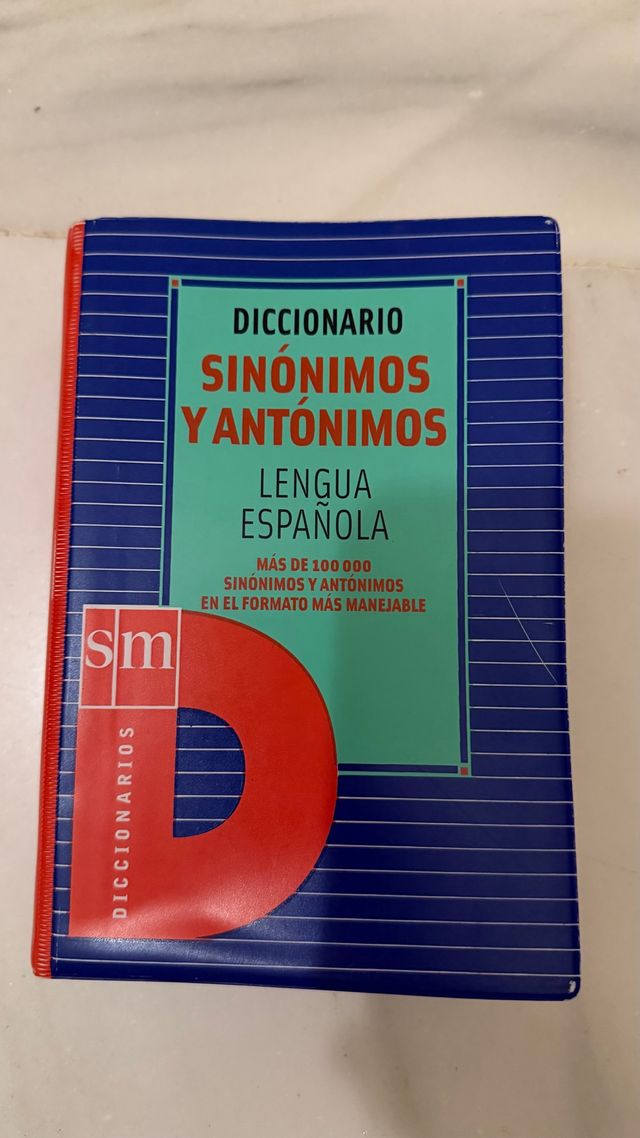 DICCIONARIO
SINÓNIMOS
Y ANTÓNIMOS
LENGUA
ESPAÑOLA
MÁS DE 100 000
SINÓNIMOS Y ANTÓNIMOS
EN EL FORMATO MÁS MANEJABLE
sm
DICCIONARIOS
D